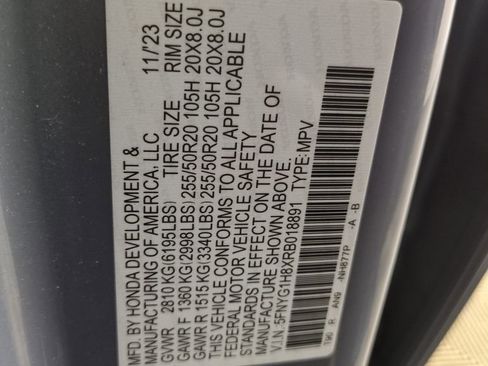 MFD. BY HONDA DEVELOPMENT & 11/23
MANUFACTURING OF AMERICA, LLC.
GVWR 2810 KG(6195LBS) TIRE SIZE RIM SIZE
GAWR F 1360 KG(2998LBS) 255/50R20 105H 20X8.0J
GAWR R 1515 KG(3340LBS) 255/50R20 105H 20X8.0J
THIS VEHICLE CONFORMS TO ALL APPLICABLE
FEDERAL MOTOR VEHICLE SAFETY
STANDARDS IN EFFECT ON THE DATE OF
MANUFACTURE SHOWN ABOVE.
V.I.N.:5FNYG1H8XRB018891 TYPE:MPV
T90 R AN9 -NH877P -A -B